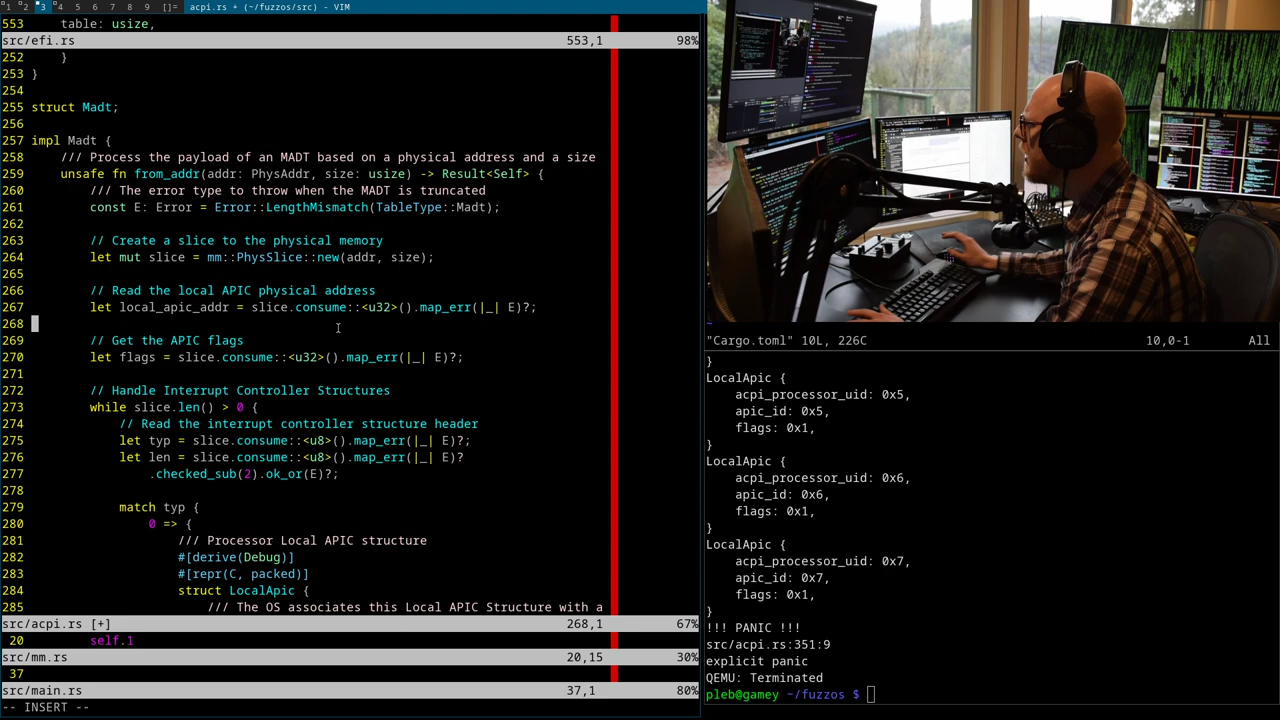 1 2 3 4 5 6 7 8 9 []= acpi.rs + (~/fuzzos/src) - VIM
553     table: usize,
src/efi.rs 553,1 98%
252     }
253 }
254
255 struct Madt;
256
257 impl Madt {
258     /// Process the payload of an MADT based on a physical address and a size
259     unsafe fn from_addr(addr: PhysAddr, size: usize) -> Result<Self> {
260         /// The error type to throw when the MADT is truncated
261         const E: Error = Error::LengthMismatch(TableType::Madt);
262
263         // Create a slice to the physical memory
264         let mut slice = mm::PhysSlice::new(addr, size);
265
266         // Read the local APIC physical address
267         let local_apic_addr = slice.consume::<u32>().map_err(|_| E)?;
268
269         // Get the APIC flags
270         let flags = slice.consume::<u32>().map_err(|_| E)?;
271
272         // Handle Interrupt Controller Structures
273         while slice.len() > 0 {
274             // Read the interrupt controller structure header
275             let typ = slice.consume::<u8>().map_err(|_| E)?;
276             let len = slice.consume::<u8>().map_err(|_| E)?
277                 .checked_sub(2).ok_or(E)?;
278
279             match typ {
280                 0 => {
281                     /// Processor Local APIC structure
282                     #[derive(Debug)]
283                     #[repr(C, packed)]
284                     struct LocalApic {
285                         /// The OS associates this Local APIC Structure with a
src/acpi.rs [+] 268,1 67%
20         self.1
src/mm.rs 20,15 30%
37
src/main.rs 37,1 80%
-- INSERT --
~
"Cargo.toml" 10L, 226C 10,0-1 All
}
LocalApic {
    acpi_processor_uid: 0x5,
    apic_id: 0x5,
    flags: 0x1,
}
LocalApic {
    acpi_processor_uid: 0x6,
    apic_id: 0x6,
    flags: 0x1,
}
LocalApic {
    acpi_processor_uid: 0x7,
    apic_id: 0x7,
    flags: 0x1,
}
!!! PANIC !!!
src/acpi.rs:351:9
explicit panic
QEMU: Terminated
pleb@gamey ~/fuzzos $